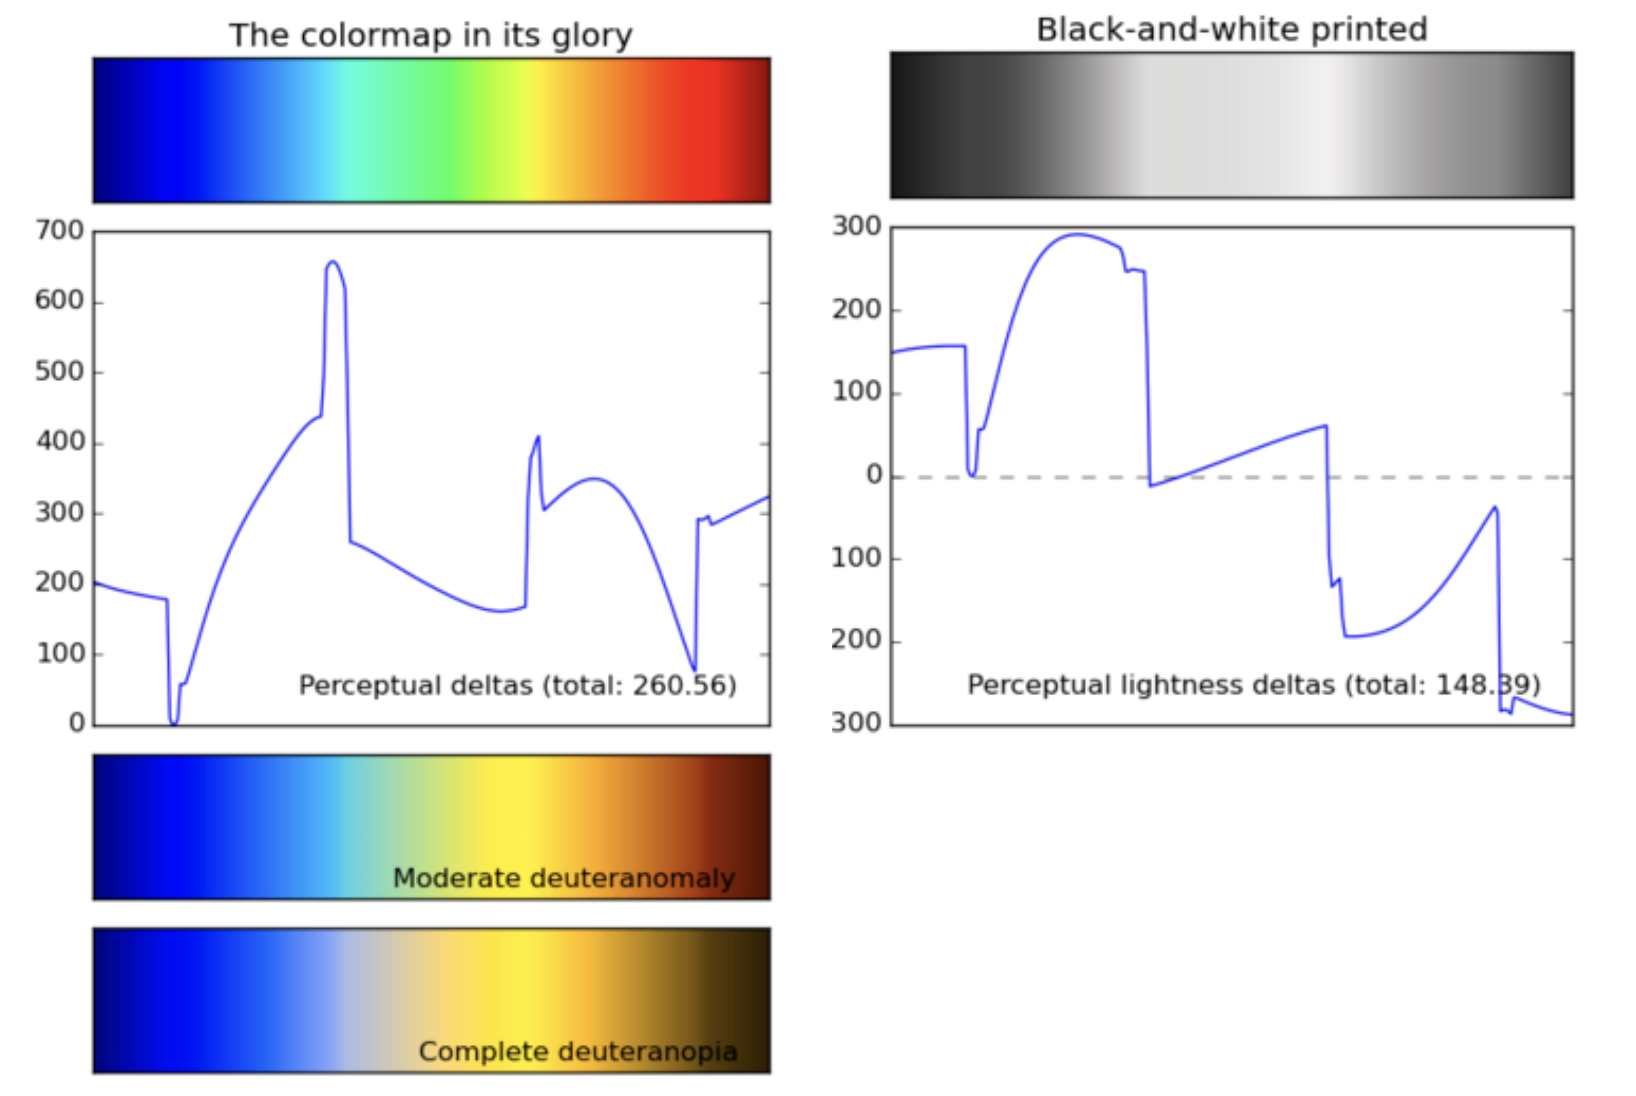 The colormap in its glory
700
600
500
400
300
200
100
0
Perceptual deltas (total: 260.56)
Moderate deuteranomaly
Complete deuteranopia
Black-and-white printed
300
200
100
0
100
200
300
Perceptual lightness deltas (total: 148.39)